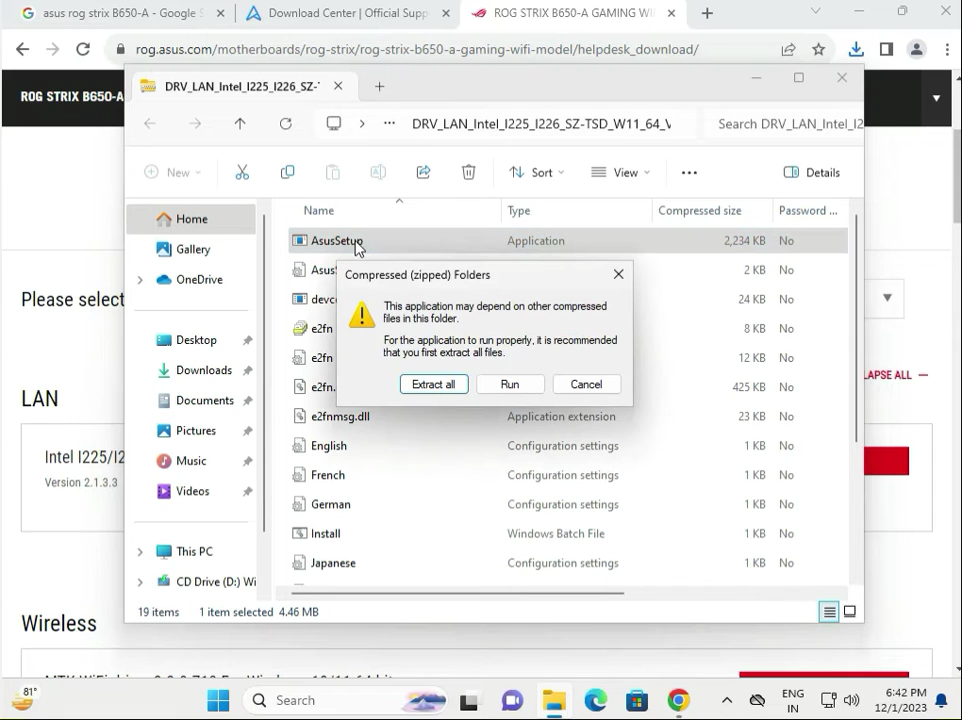 asus rog strix B650-A - Google S
Download Center | Official Supp
ROG STRIX B650-A GAMING WI
rog.asus.com/motherboards/rog-strix/rog-strix-b650-a-gaming-wifi-model/helpdesk_download/
ROG STRIX B650-A
DRV_LAN_Intel_I225_I226_SZ-T
DRV_LAN_Intel_I225_I226_SZ-TSD_W11_64_V
Search DRV_LAN_Intel_I2
New
Sort
View
Details
Name
Type
Compressed size
Password ...
Home
Gallery
OneDrive
Desktop
Downloads
Documents
Pictures
Music
Videos
This PC
CD Drive (D:) Wi
AsusSetup
Application
2,234 KB
No
Asus
2 KB
No
devc
24 KB
No
e2fn
8 KB
No
e2fn
12 KB
No
e2fn.
425 KB
No
e2fnmsg.dll
Application extension
23 KB
No
English
Configuration settings
1 KB
No
French
Configuration settings
1 KB
No
German
Configuration settings
1 KB
No
Install
Windows Batch File
1 KB
No
Japanese
Configuration settings
1 KB
No
Compressed (zipped) Folders
This application may depend on other compressed
files in this folder.
For the application to run properly, it is recommended
that you first extract all files.
Extract all
Run
Cancel
19 items
1 item selected 4.46 MB
Please select
LAPSE ALL
LAN
Intel I225/I2
Version 2.1.3.3
Wireless
81°
Search
ENG
IN
6:42 PM
12/1/2023